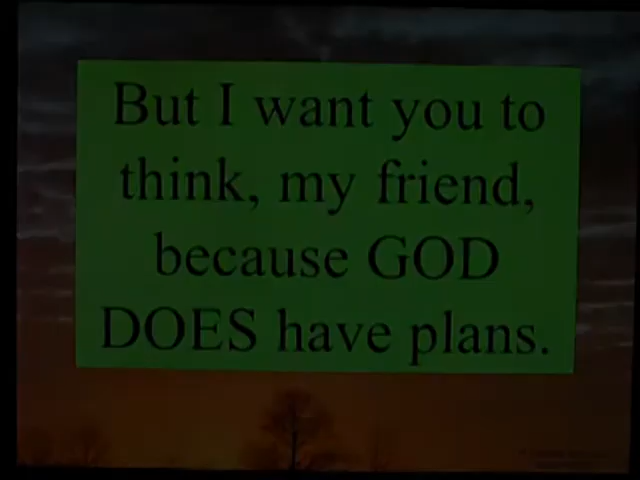 But I want you to
think, my friend,
because GOD
DOES have plans.